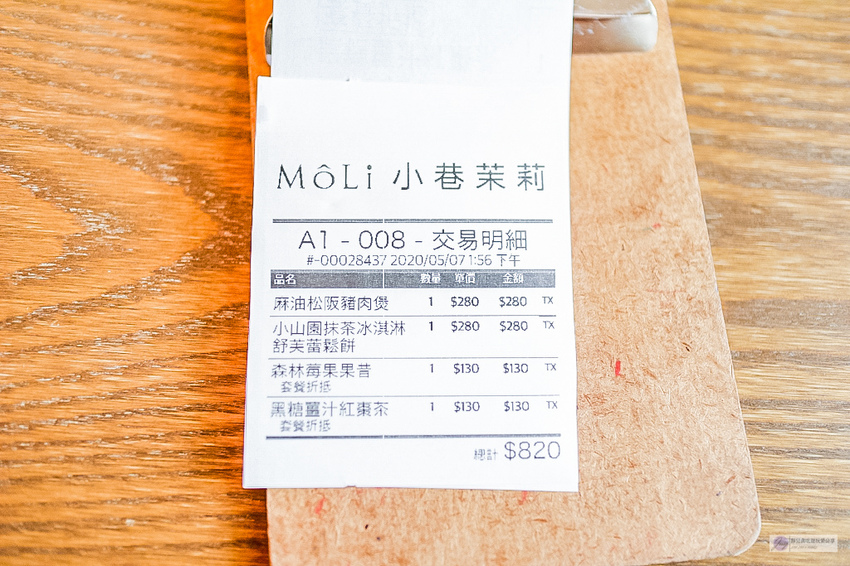 MôLi 小巷茉莉
A1 - 008 - 交易明細
#-00028437 2020/05/07 1:56 下午
品名 數量 單價 金額
麻油松阪豬肉煲 1 $280 $280 TX
小山園抹茶冰淇淋 1 $280 $280 TX
舒芙蕾鬆餅
森林莓果果昔 1 $130 $130 TX
套餐折抵
黑糖薑汁紅棗茶 1 $130 $130 TX
套餐折抵
總計 $820